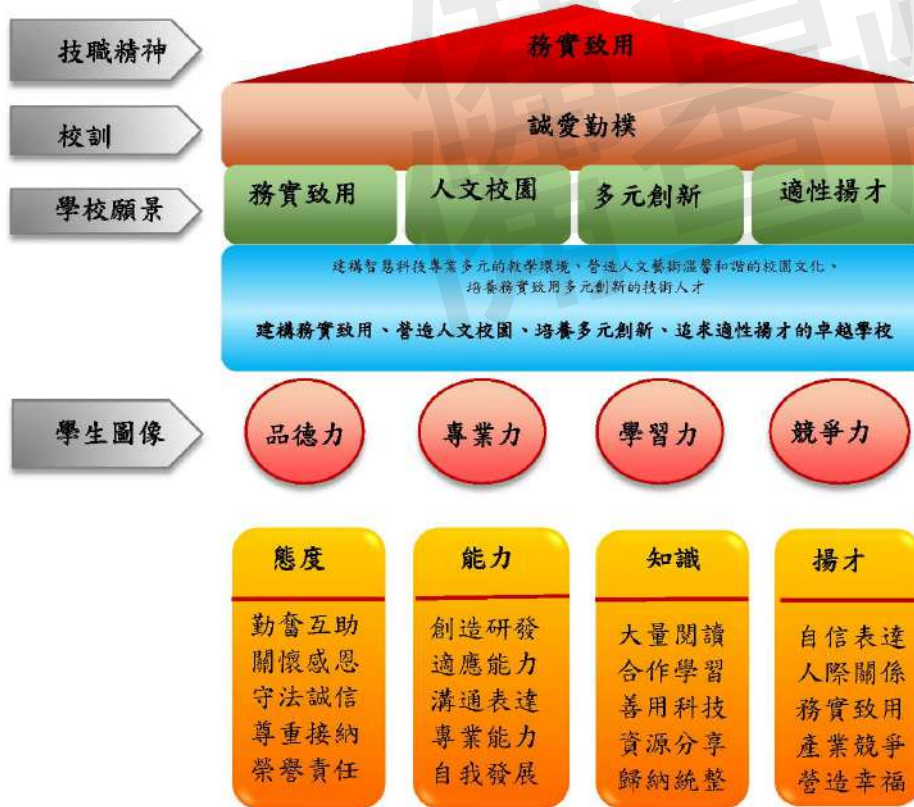 技職精神
務實致用
校訓
誠愛勤樸
學校願景
務實致用
人文校園
多元創新
適性揚才
建構智慧科技專業多元的教學環境、營造人文藝術溫馨和諧的校園文化、
培養務實致用多元創新的技術人才
建構務實致用、營造人文校園、培養多元創新、追求適性揚才的卓越學校
學生圖像
品德力
專業力
學習力
競爭力
態度
勤奮互助
關懷感恩
守法誠信
尊重接納
榮譽責任
能力
創造研發
適應能力
溝通表達
專業能力
自我發展
知識
大量閱讀
合作學習
善用科技
資源分享
歸納統整
揚才
自信表達
人際關係
務實致用
產業競爭
營造幸福